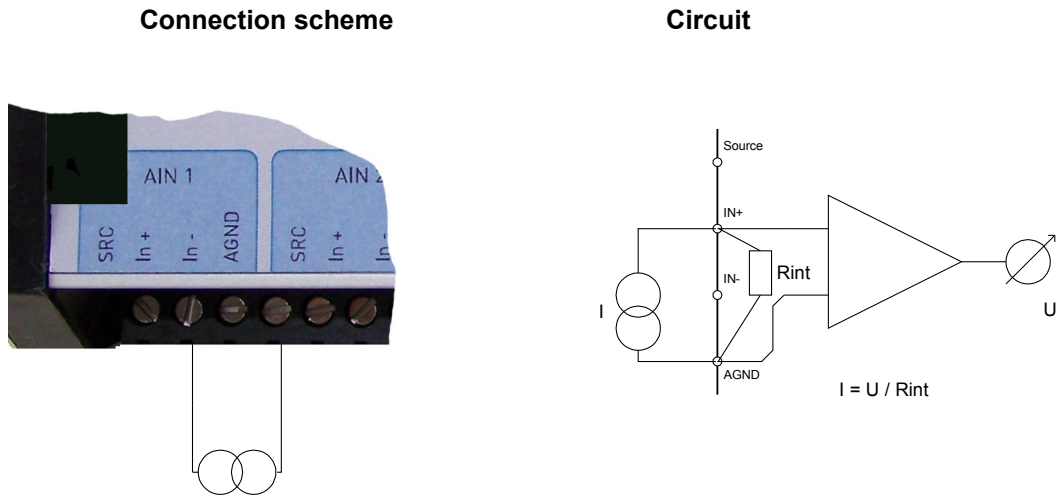 Connection scheme
Circuit
AIN 1
SRC
In +
In -
AGND
AIN 2
SRC
In +
In-
Source
IN+
IN-
Rint
I
AGND
U
I = U / Rint